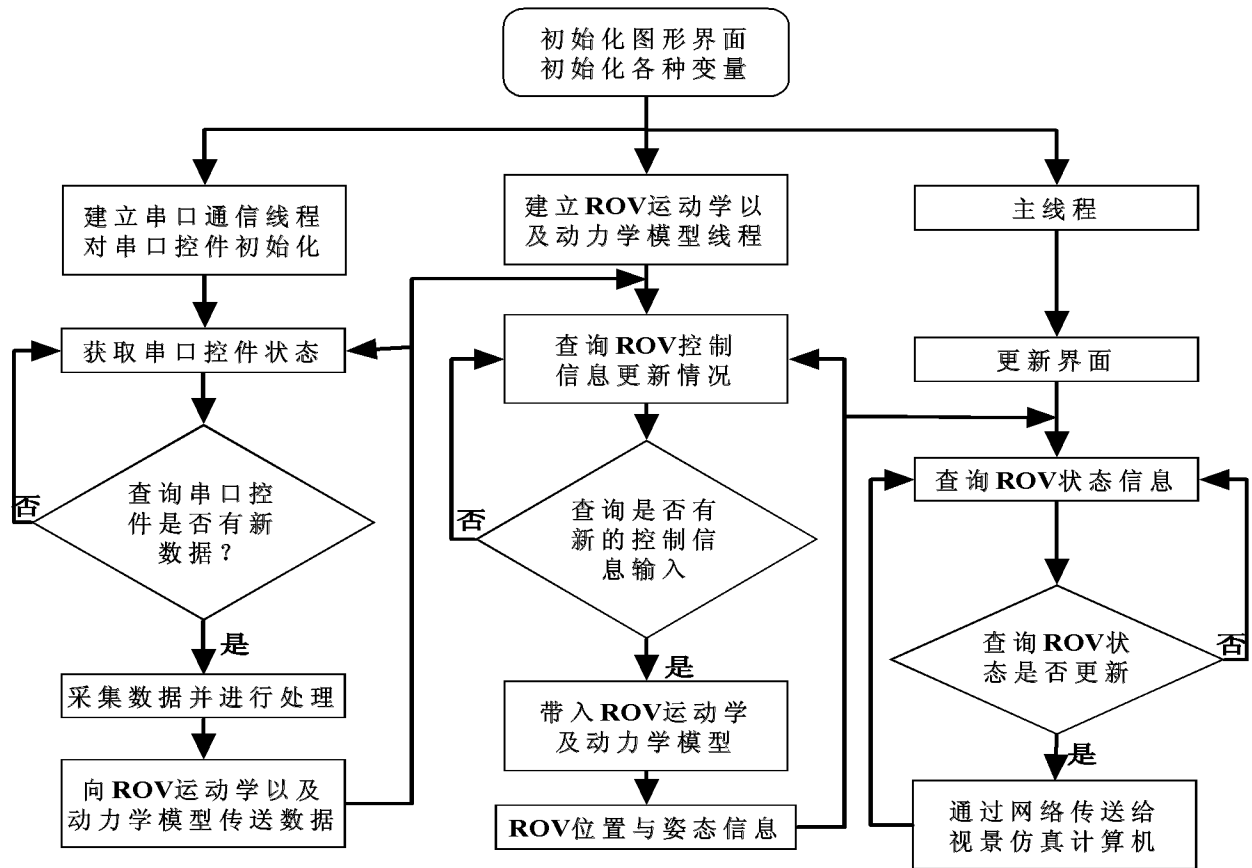 初始化图形界面
初始化各种变量
建立串口通信线程
对串口控件初始化
获取串口控件状态
查询串口控
件是否有新
数据？
否
是
采集数据并进行处理
向ROV运动学以及
动力学模型传送数据
建立ROV运动学以
及动力学模型线程
查询ROV控制
信息更新情况
查询是否有
新的控制信
息输入
否
是
带入ROV运动学
及动力学模型
ROV位置与姿态信息
主线程
更新界面
查询ROV状态信息
查询ROV状
态是否更新
否
是
通过网络传送给
视景仿真计算机